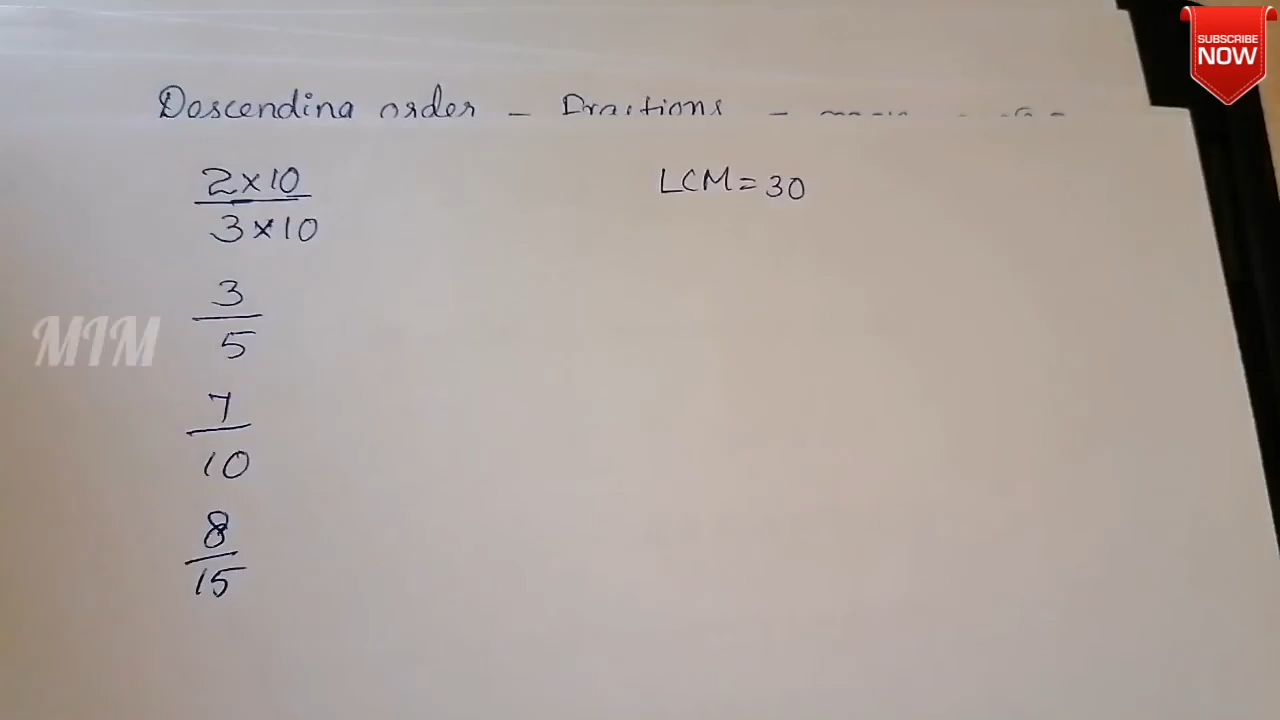 SUBSCRIBE
NOW
Descending order - Fractions -
2×10
3×10
LCM = 30
3
5
MIM
7
10
8
15